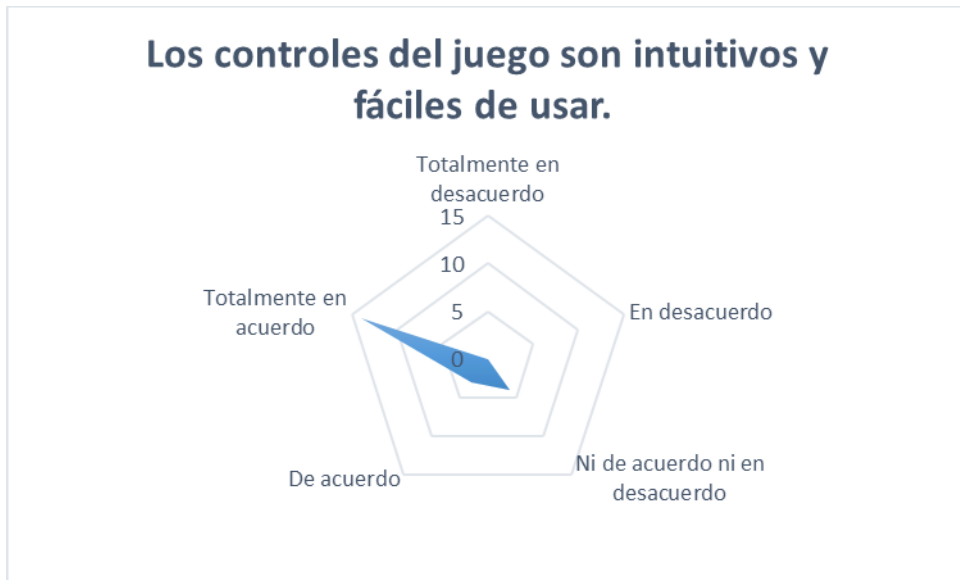 Los controles del juego son intuitivos y
fáciles de usar.
Totalmente en
desacuerdo
15
10
5
0
En desacuerdo
Ni de acuerdo ni en
desacuerdo
De acuerdo
Totalmente en
acuerdo